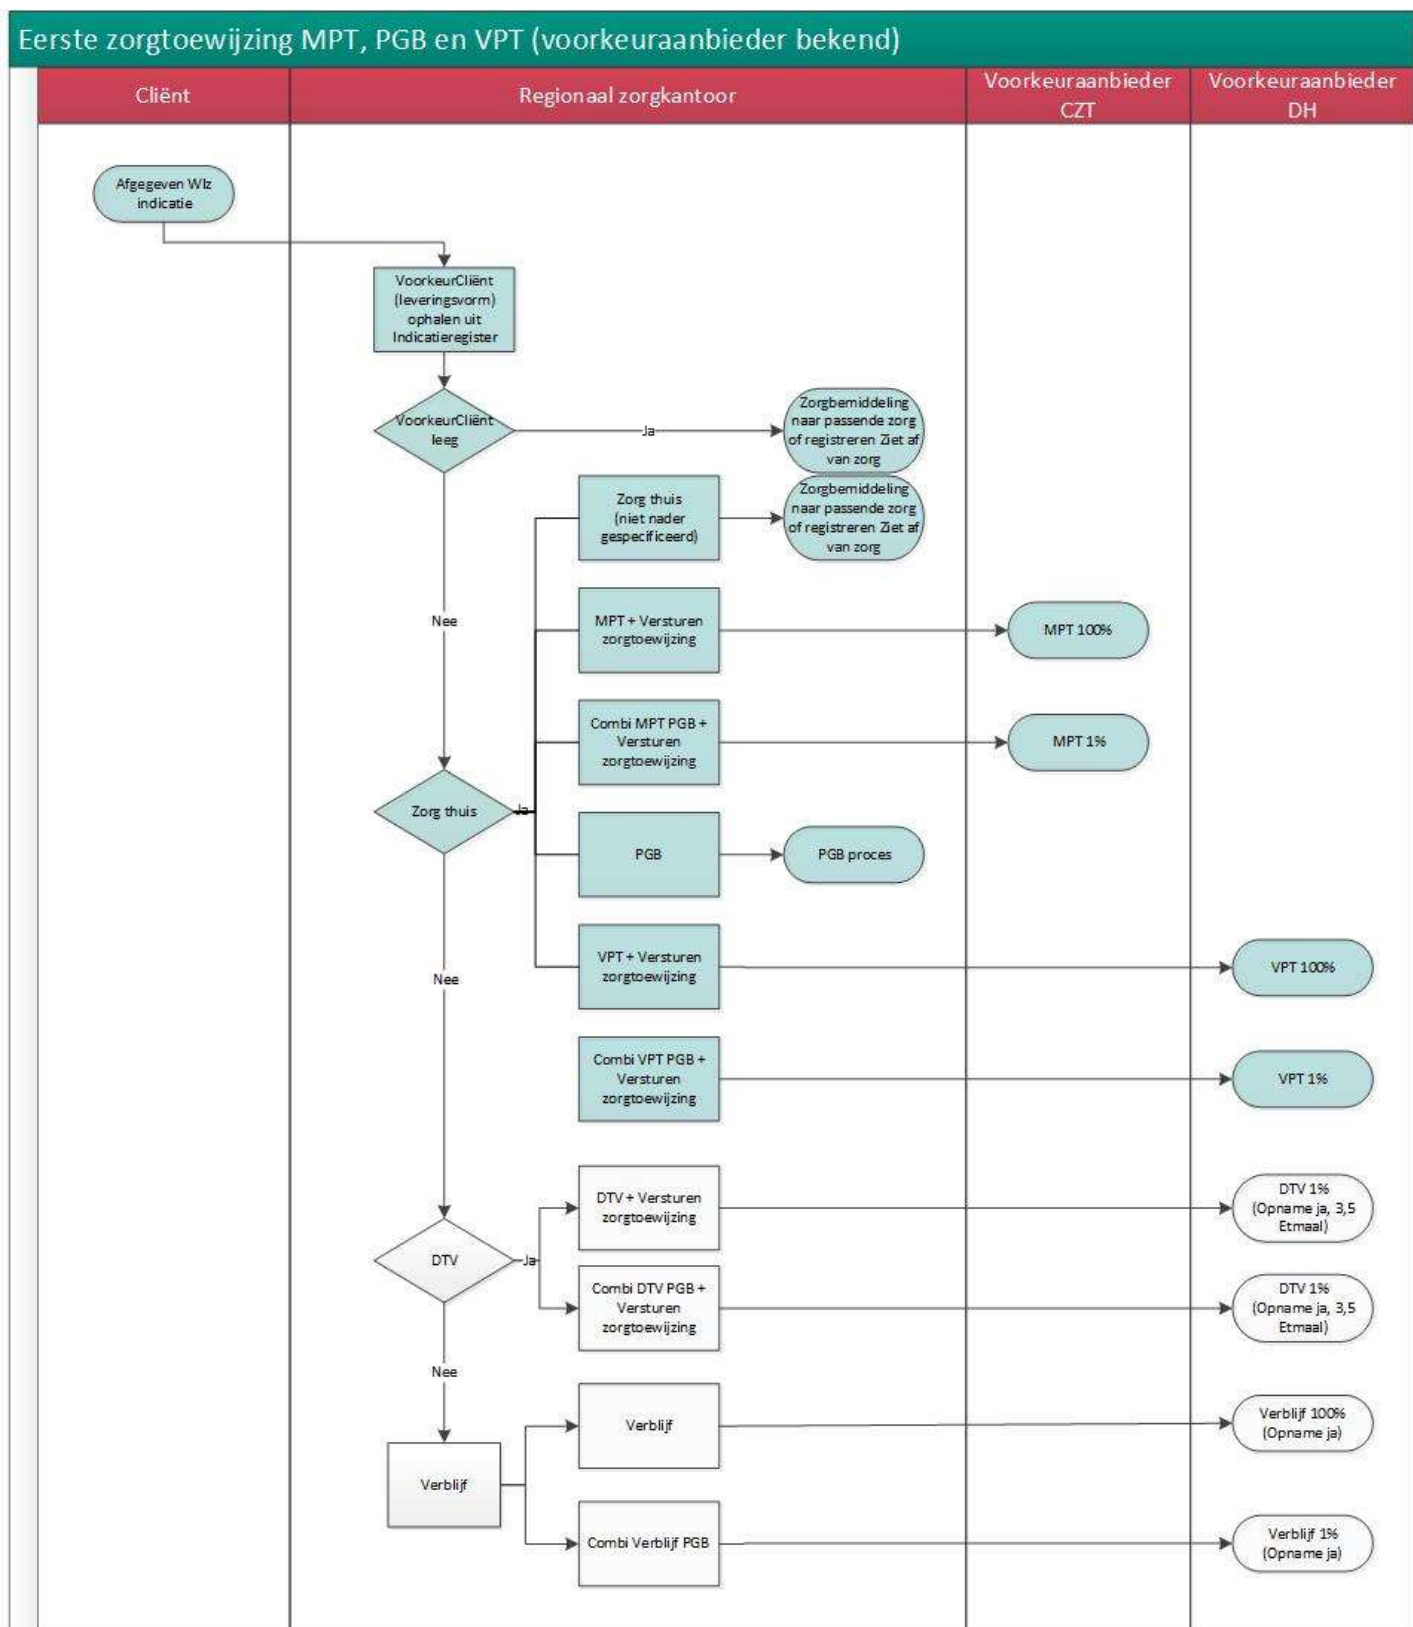 Eerste zorgtoewijzing MPT, PGB en VPT (voorkeuraanbieder bekend)
Cliënt
Regionaal zorgkantoor
Voorkeuraanbieder
CZT
Voorkeuraanbieder
DH
Afgegeven Wlz
indicatie
VoorkeurCliënt
(leveringsvorm)
ophalen uit
Indicatieregister
VoorkeurCliënt
leeg
Ja
Zorgbemiddeling
naar passende zorg
of registreren Ziet af
van zorg
Zorg thuis
(niet nader
gespecificeerd)
Zorgbemiddeling
naar passende zorg
of registreren Ziet af
van zorg
Nee
MPT + Versturen
zorgtoewijzing
MPT 100%
Combi MPT PGB +
Versturen
zorgtoewijzing
MPT 1%
Zorg thuis
Ja
PGB
PGB proces
VPT + Versturen
zorgtoewijzing
VPT 100%
Nee
Combi VPT PGB +
Versturen
zorgtoewijzing
VPT 1%
DTV + Versturen
zorgtoewijzing
DTV 1%
(Opname ja, 3,5
Etmaal)
DTV
Ja
Combi DTV PGB +
Versturen
zorgtoewijzing
DTV 1%
(Opname ja, 3,5
Etmaal)
Nee
Verblijf
Verblijf 100%
(Opname ja)
Verblijf
Combi Verblijf PGB
Verblijf 1%
(Opname ja)